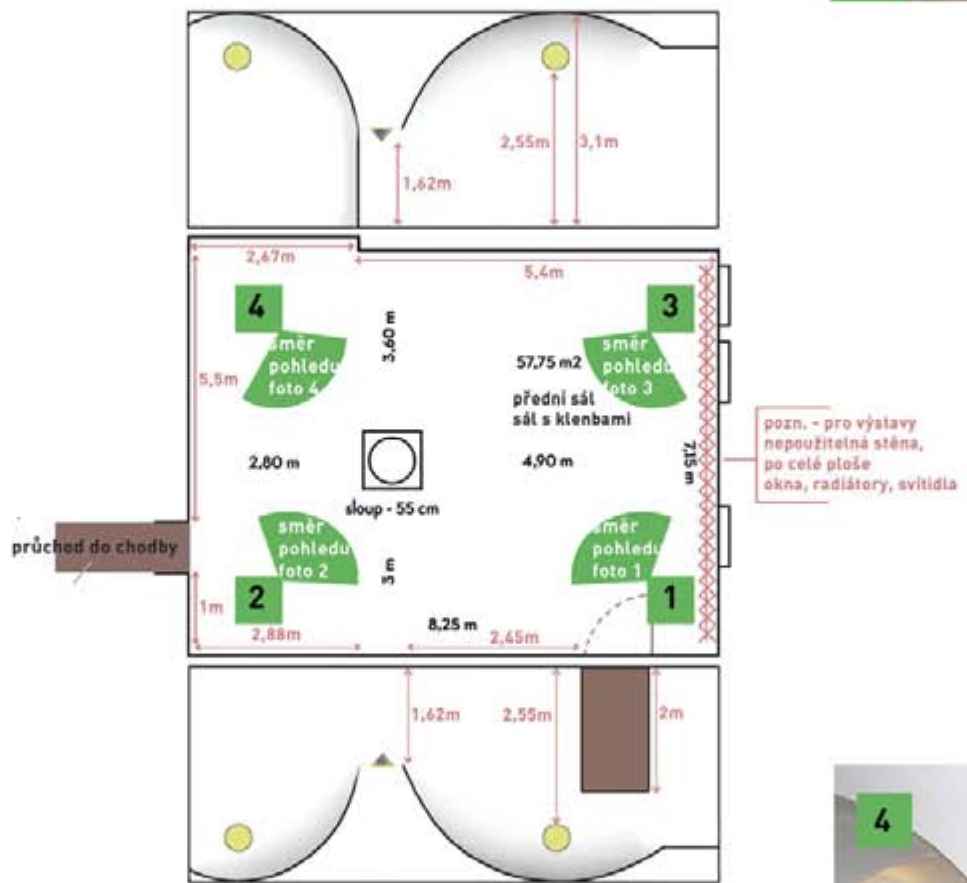 2,55m
3,1m
1,62m
2,67m
5,4m
4
3
směr
pohledu
foto 4
3,60 m
57,75 m2
směr
pohledu
foto 3
5,5m
přední sál
sál s klenbami
pozn. - pro výstavy
nepoužitelná stěna,
po celé ploše
okna, radiátory, svítidla
2,80 m
4,90 m
7,15 m
sloup - 55 cm
průchod do chodby
směr
pohledu
foto 2
směr
pohledu
foto 1
3m
1m
2
1
8,25 m
2,88m
2,45m
1,62m
2,55m
2m
4